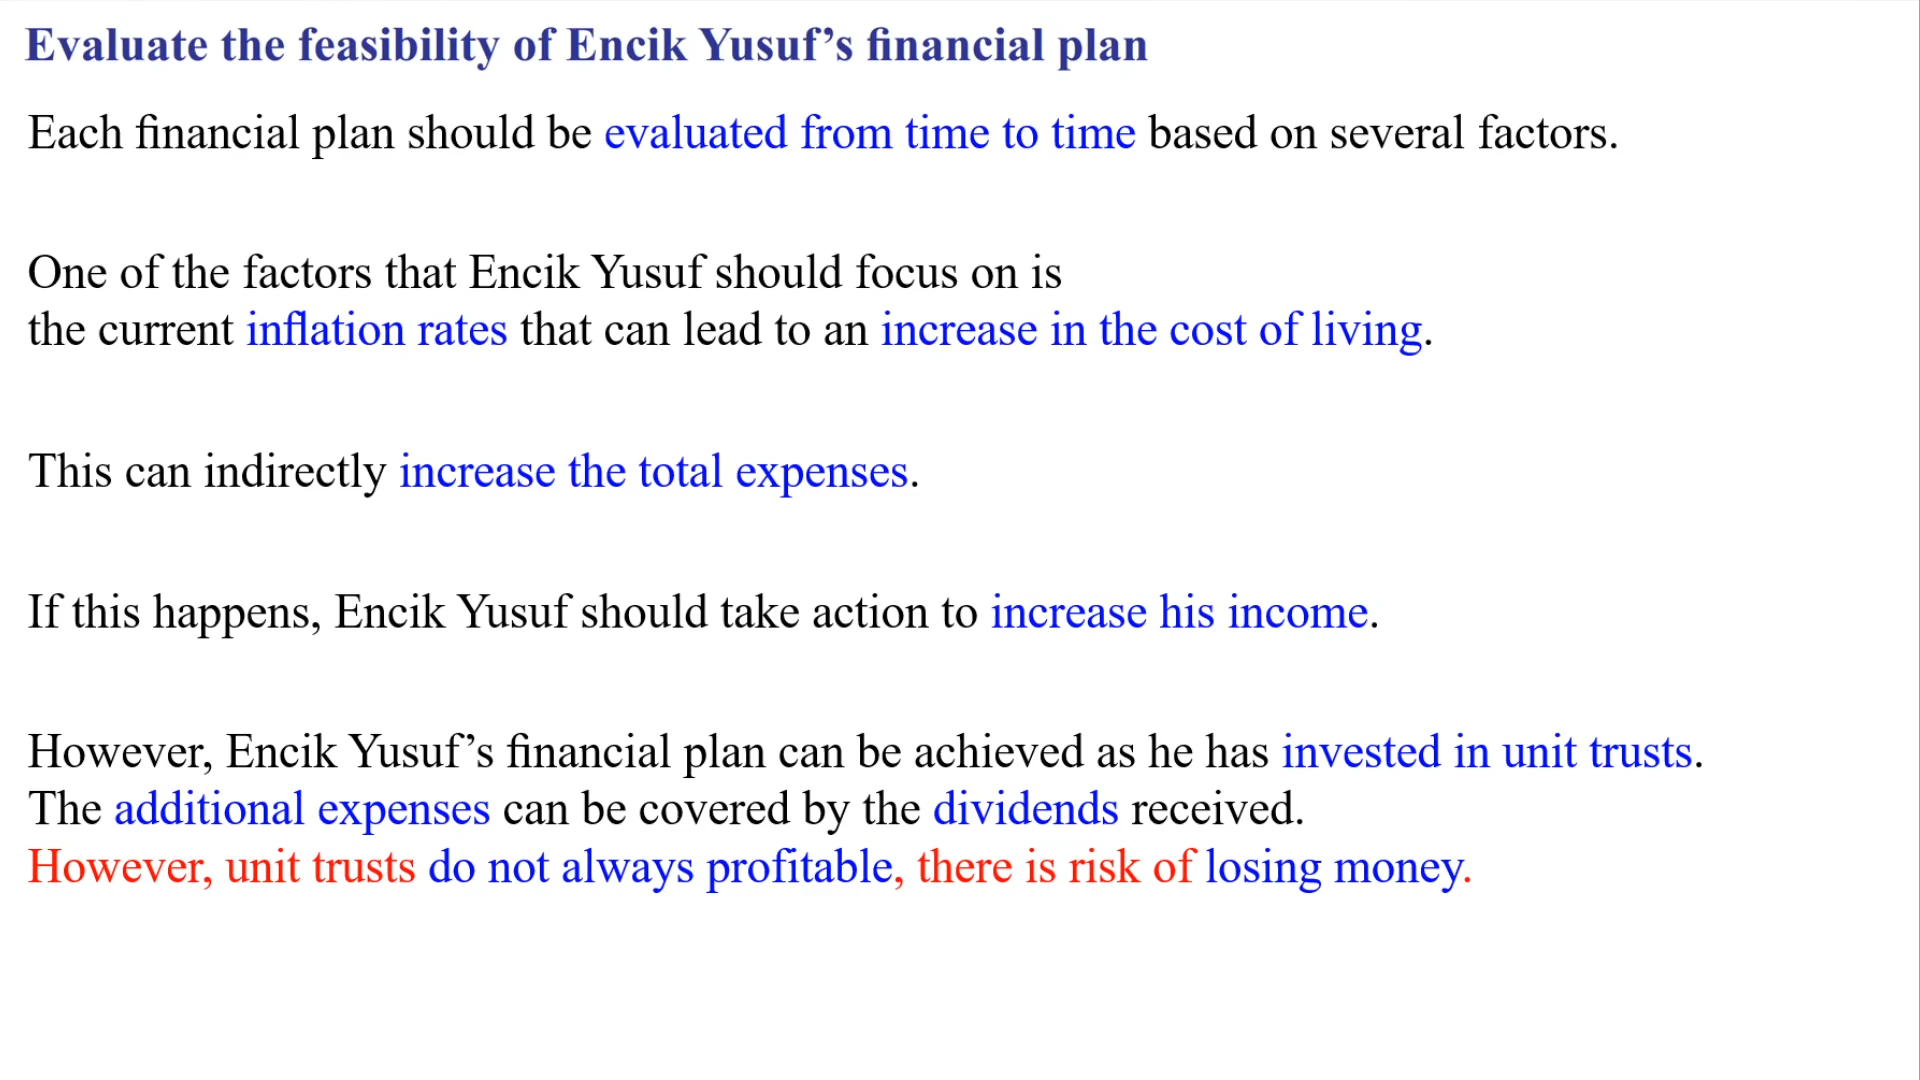 Evaluate the feasibility of Encik Yusuf’s financial plan
Each financial plan should be evaluated from time to time based on several factors.
One of the factors that Encik Yusuf should focus on is
the current inflation rates that can lead to an increase in the cost of living.
This can indirectly increase the total expenses.
If this happens, Encik Yusuf should take action to increase his income.
However, Encik Yusuf’s financial plan can be achieved as he has invested in unit trusts.
The additional expenses can be covered by the dividends received.
However, unit trusts do not always profitable, there is risk of losing money.